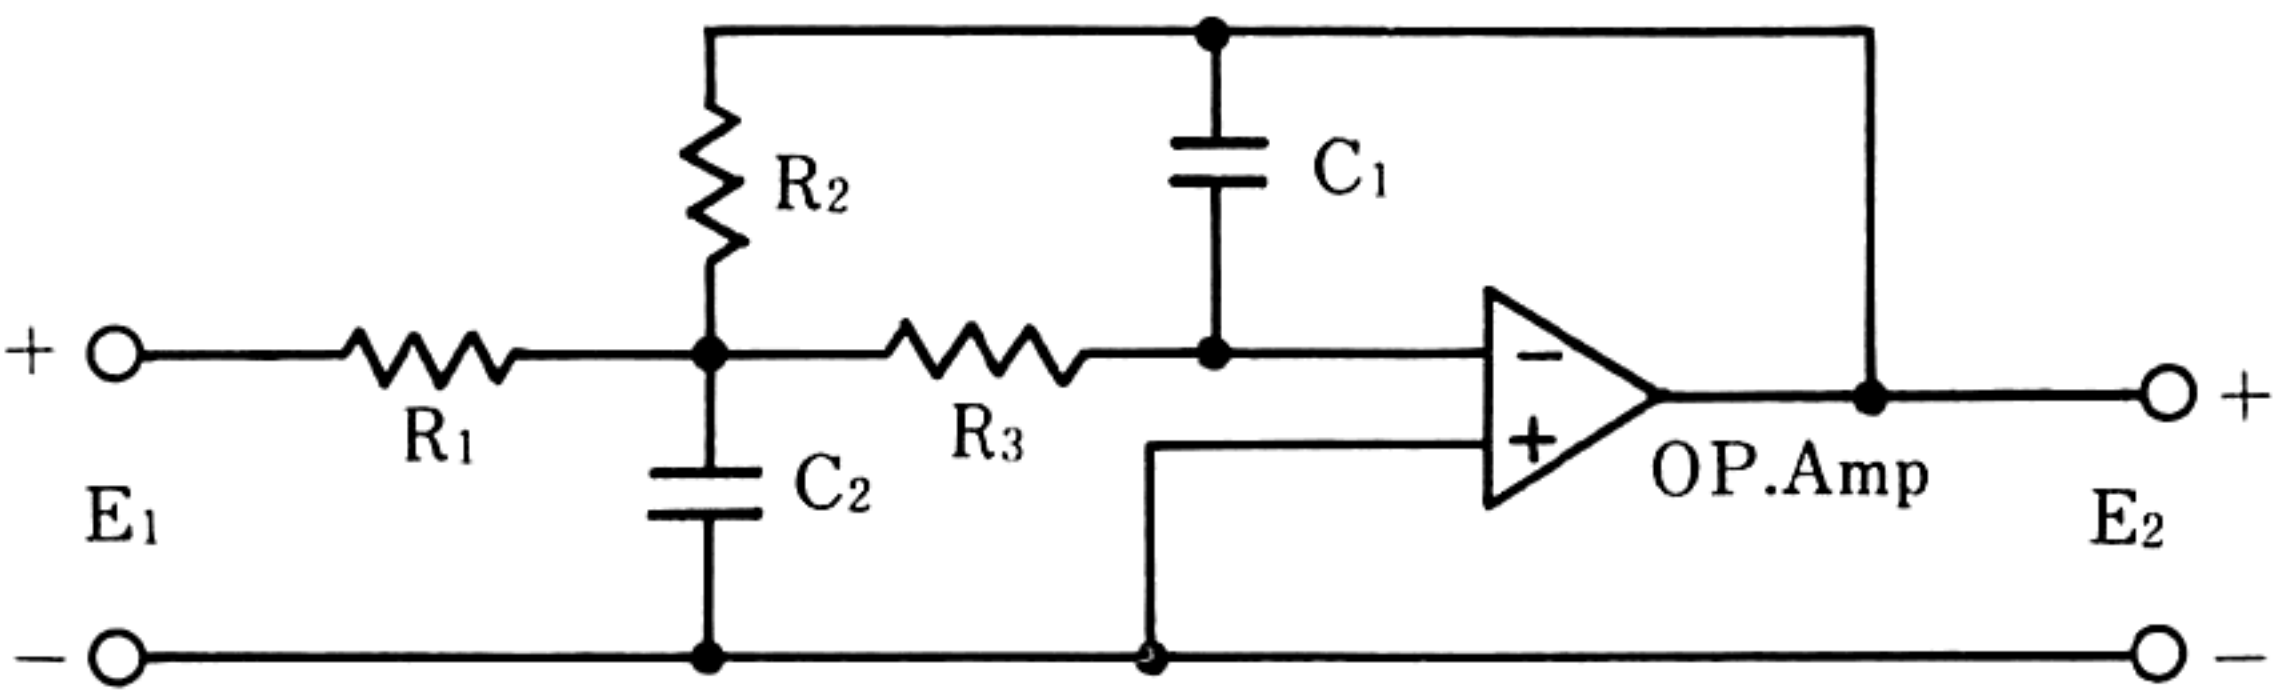 R2
C1
+
R1
R3
−
+
C2
OP.Amp
+
E1
E2
−
−